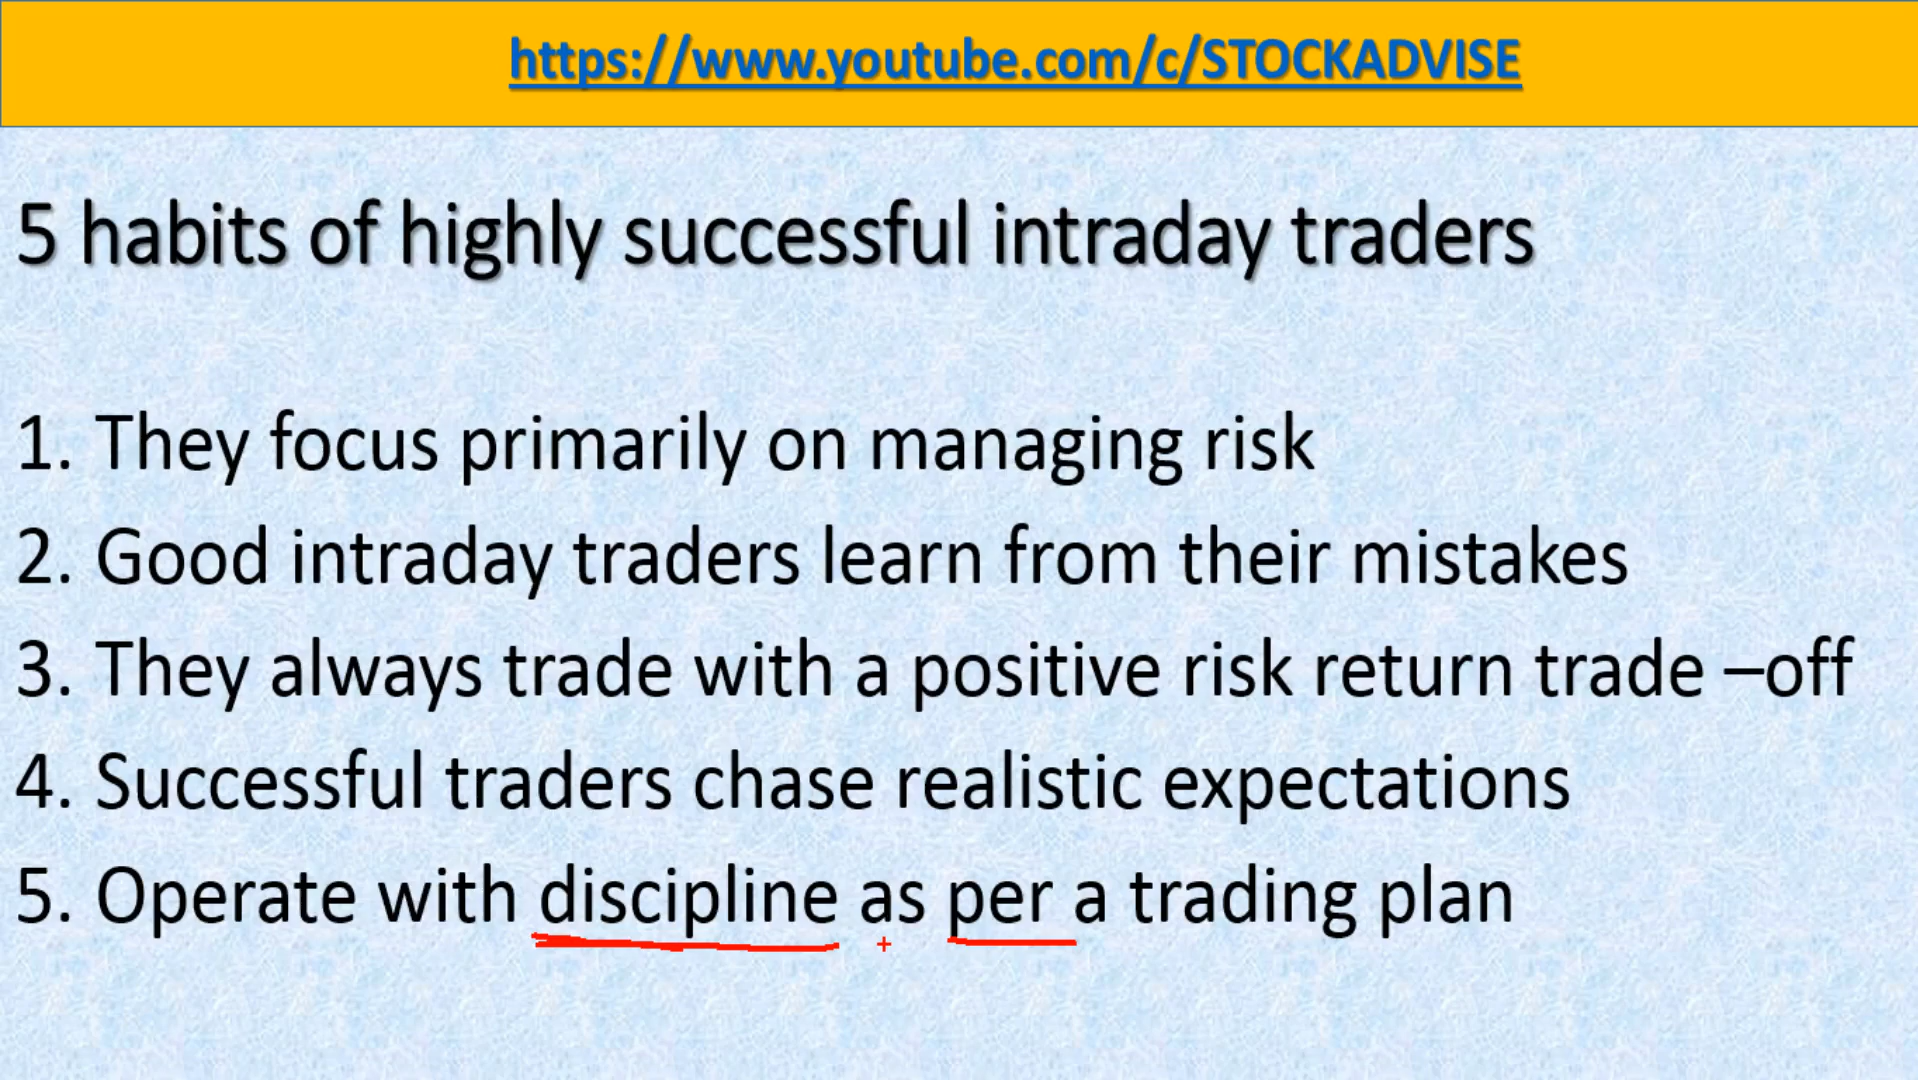 https://www.youtube.com/c/STOCKADVISE
5 habits of highly successful intraday traders
1. They focus primarily on managing risk
2. Good intraday traders learn from their mistakes
3. They always trade with a positive risk return trade –off
4. Successful traders chase realistic expectations
5. Operate with discipline as per a trading plan